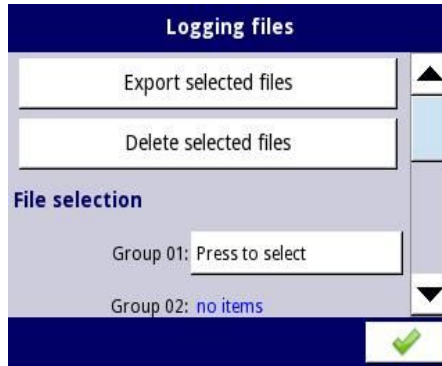 Logging files
Export selected files
Delete selected files
File selection
Group 01: Press to select
Group 02: no items